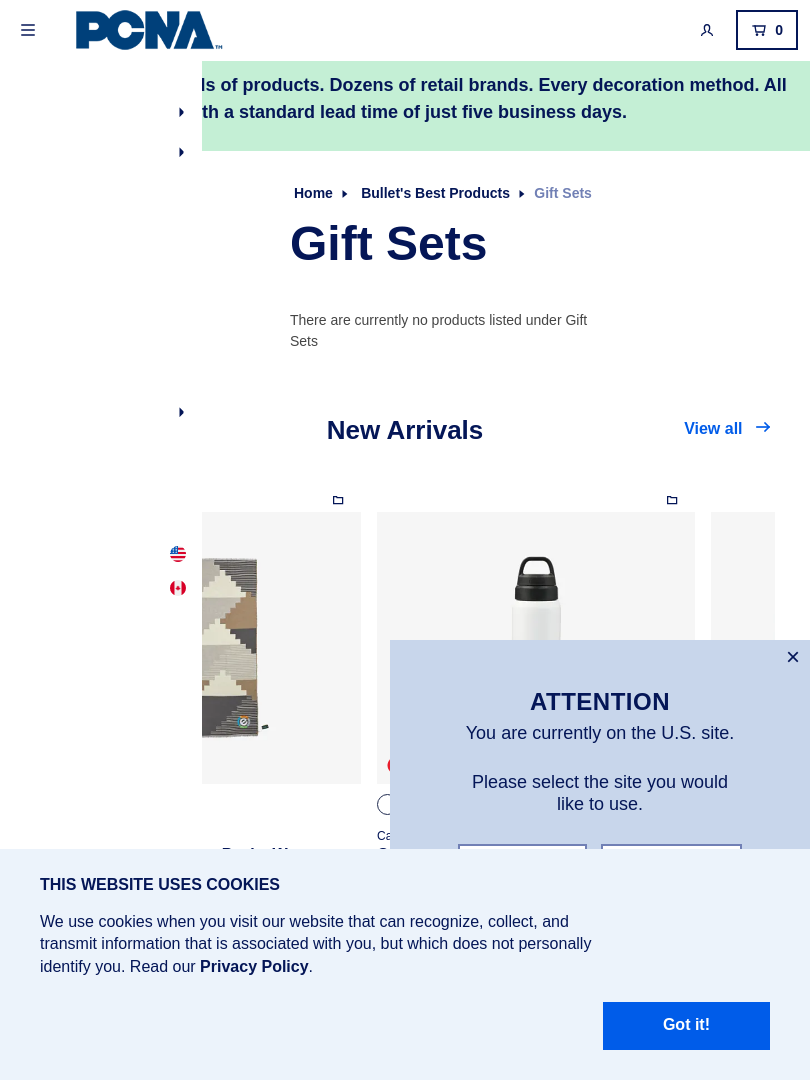 PCNA TM
0
of products. Dozens of retail brands. Every decoration method. All
a standard lead time of just five business days.
Home Bullet's Best Products Gift Sets
Gift Sets
There are currently no products listed under Gift
Sets
New Arrivals
View all
ATTENTION
You are currently on the U.S. site.
Please select the site you would
like to use.
THIS WEBSITE USES COOKIES
We use cookies when you visit our website that can recognize, collect, and
transmit information that is associated with you, but which does not personally
identify you. Read our Privacy Policy.
Got it!